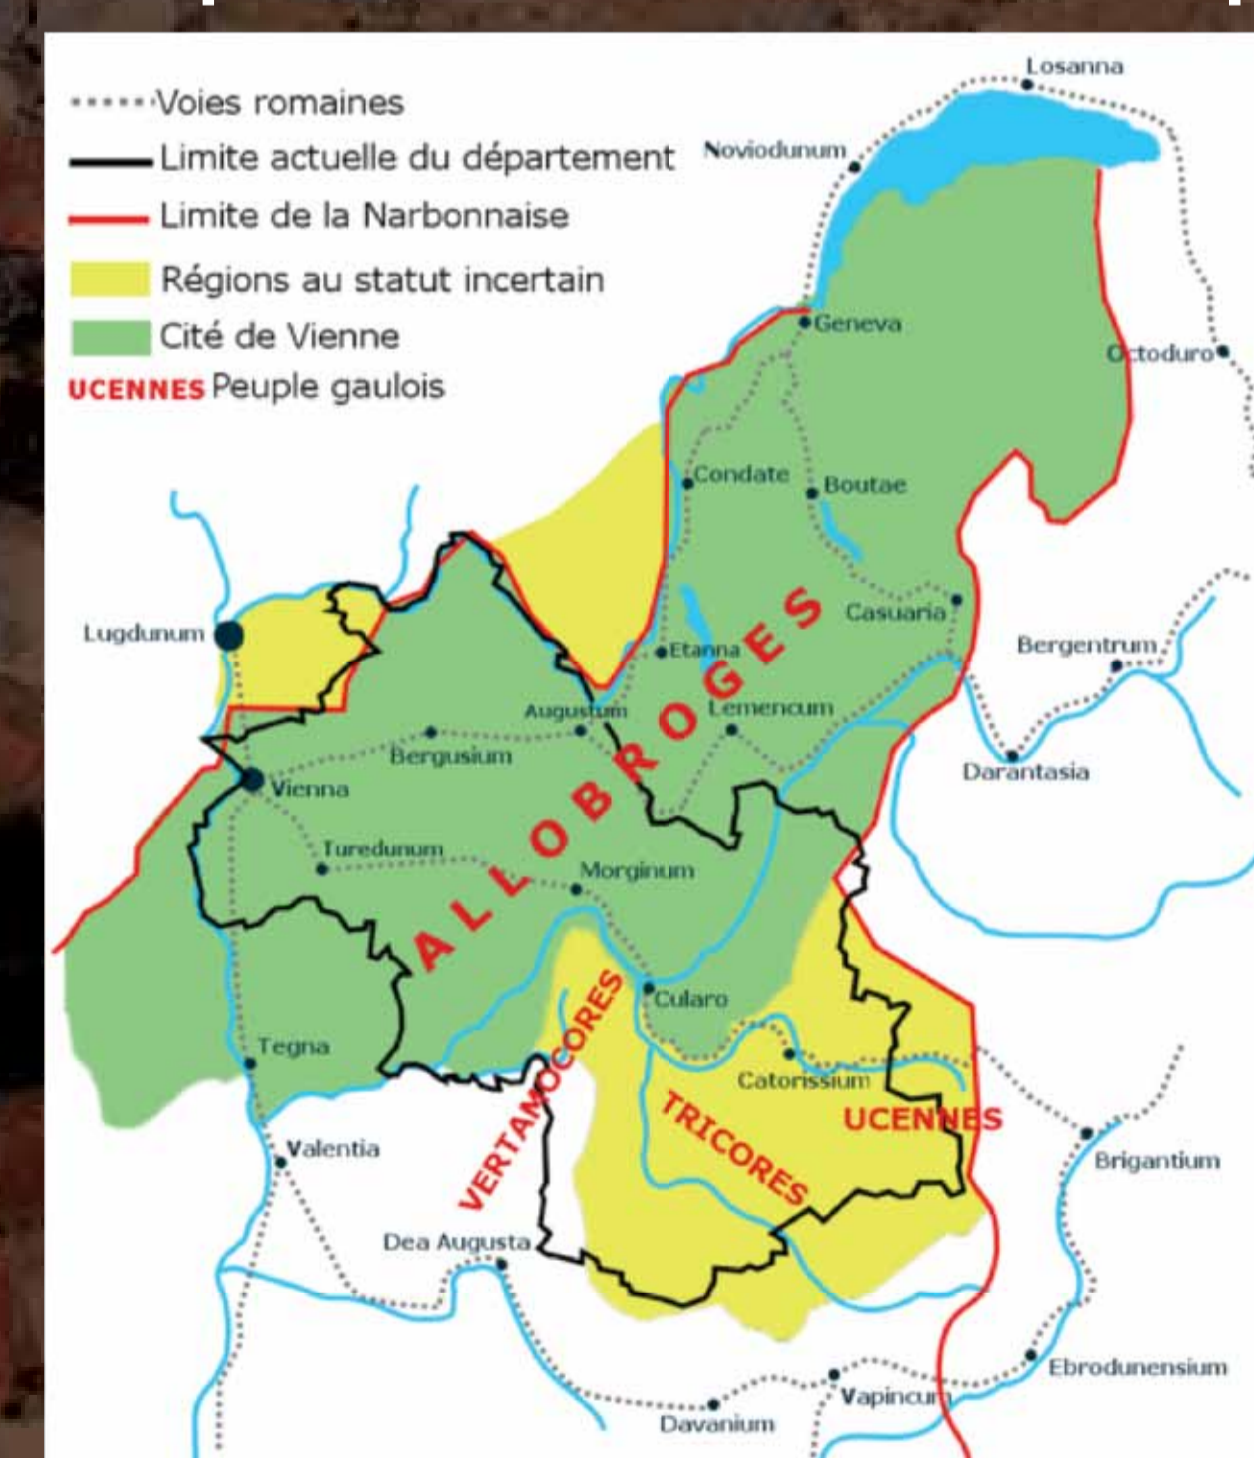 Voies romaines
Limite actuelle du département
Limite de la Narbonnaise
Régions au statut incertain
Cité de Vienne
UCENNES Peuple gaulois
Losanna
Noviodunum
Geneva
Octoduro
Condate
Boutae
Casuaria
Lugdunum
Etanna
Bergentrum
Augustum
Lemencum
Bergusium
Darantasia
Vienna
ALLOBROGES
Turedunum
Morginum
Cularo
Tegna
Catorissium
VERTAMOCORES
TRICORES
UCENNES
Valentia
Brigantium
Dea Augusta
Ebrodunensium
Vapincum
Davanium